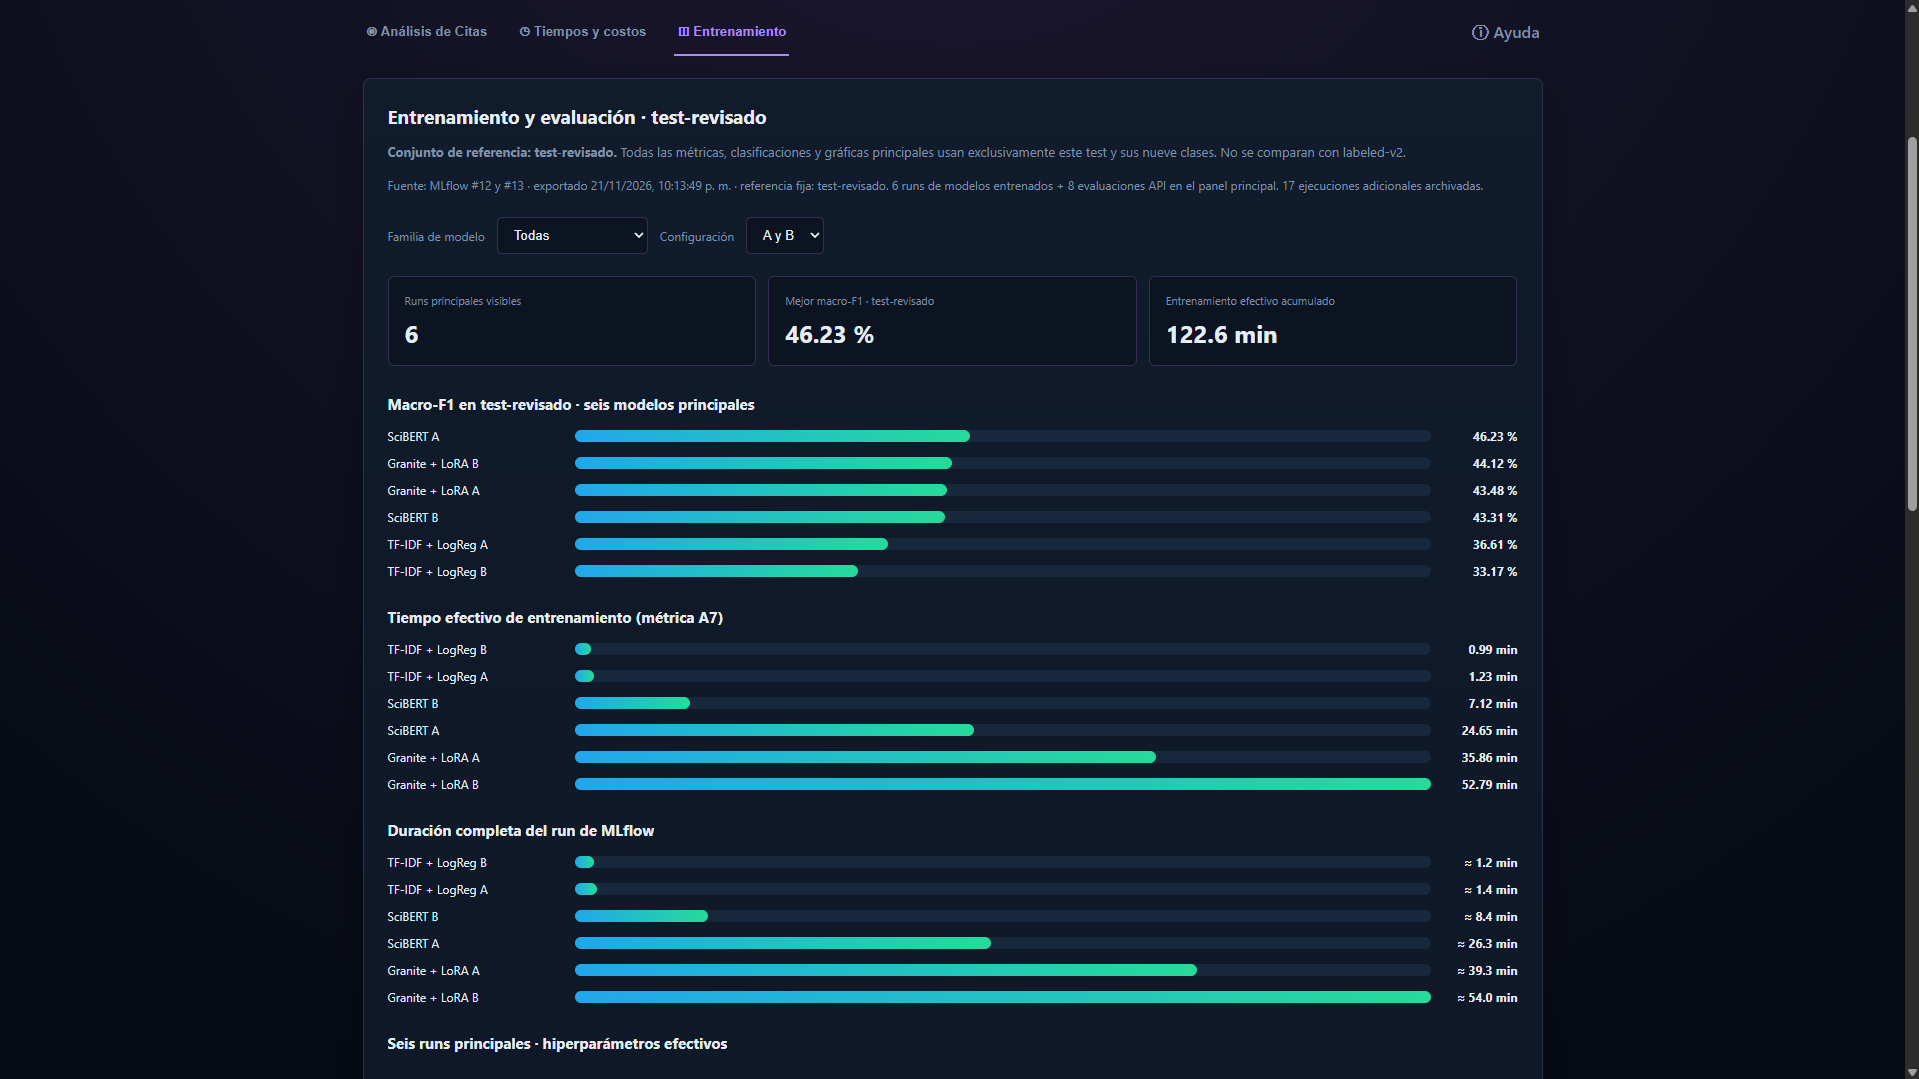 Análisis de Citas
Tiempos y costos
Entrenamiento
Ayuda
Entrenamiento y evaluación · test-revisado
Conjunto de referencia: test-revisado. Todas las métricas, clasificaciones y gráficas principales usan exclusivamente este test y sus nueve clases. No se comparan con labeled-v2.
Fuente: MLflow #12 y #13 · exportado 21/11/2026, 10:13:49 p. m. · referencia fija: test-revisado. 6 runs de modelos entrenados + 8 evaluaciones API en el panel principal. 17 ejecuciones adicionales archivadas.
Familia de modelo Todas Configuración A y B
Runs principales visibles
6
Mejor macro-F1 · test-revisado
46.23 %
Entrenamiento efectivo acumulado
122.6 min
Macro-F1 en test-revisado · seis modelos principales
SciBERT A 46.23 %
Granite + LoRA B 44.12 %
Granite + LoRA A 43.48 %
SciBERT B 43.31 %
TF-IDF + LogReg A 36.61 %
TF-IDF + LogReg B 33.17 %
Tiempo efectivo de entrenamiento (métrica A7)
TF-IDF + LogReg B 0.99 min
TF-IDF + LogReg A 1.23 min
SciBERT B 7.12 min
SciBERT A 24.65 min
Granite + LoRA A 35.86 min
Granite + LoRA B 52.79 min
Duración completa del run de MLflow
TF-IDF + LogReg B ≈ 1.2 min
TF-IDF + LogReg A ≈ 1.4 min
SciBERT B ≈ 8.4 min
SciBERT A ≈ 26.3 min
Granite + LoRA A ≈ 39.3 min
Granite + LoRA B ≈ 54.0 min
Seis runs principales · hiperparámetros efectivos